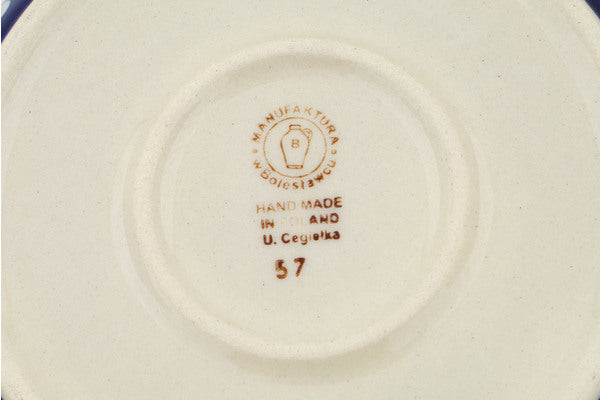 MANUFAKTURA
B
w Bolesławcu
HAND MADE
IN POLAND
U. Cegiełka
57